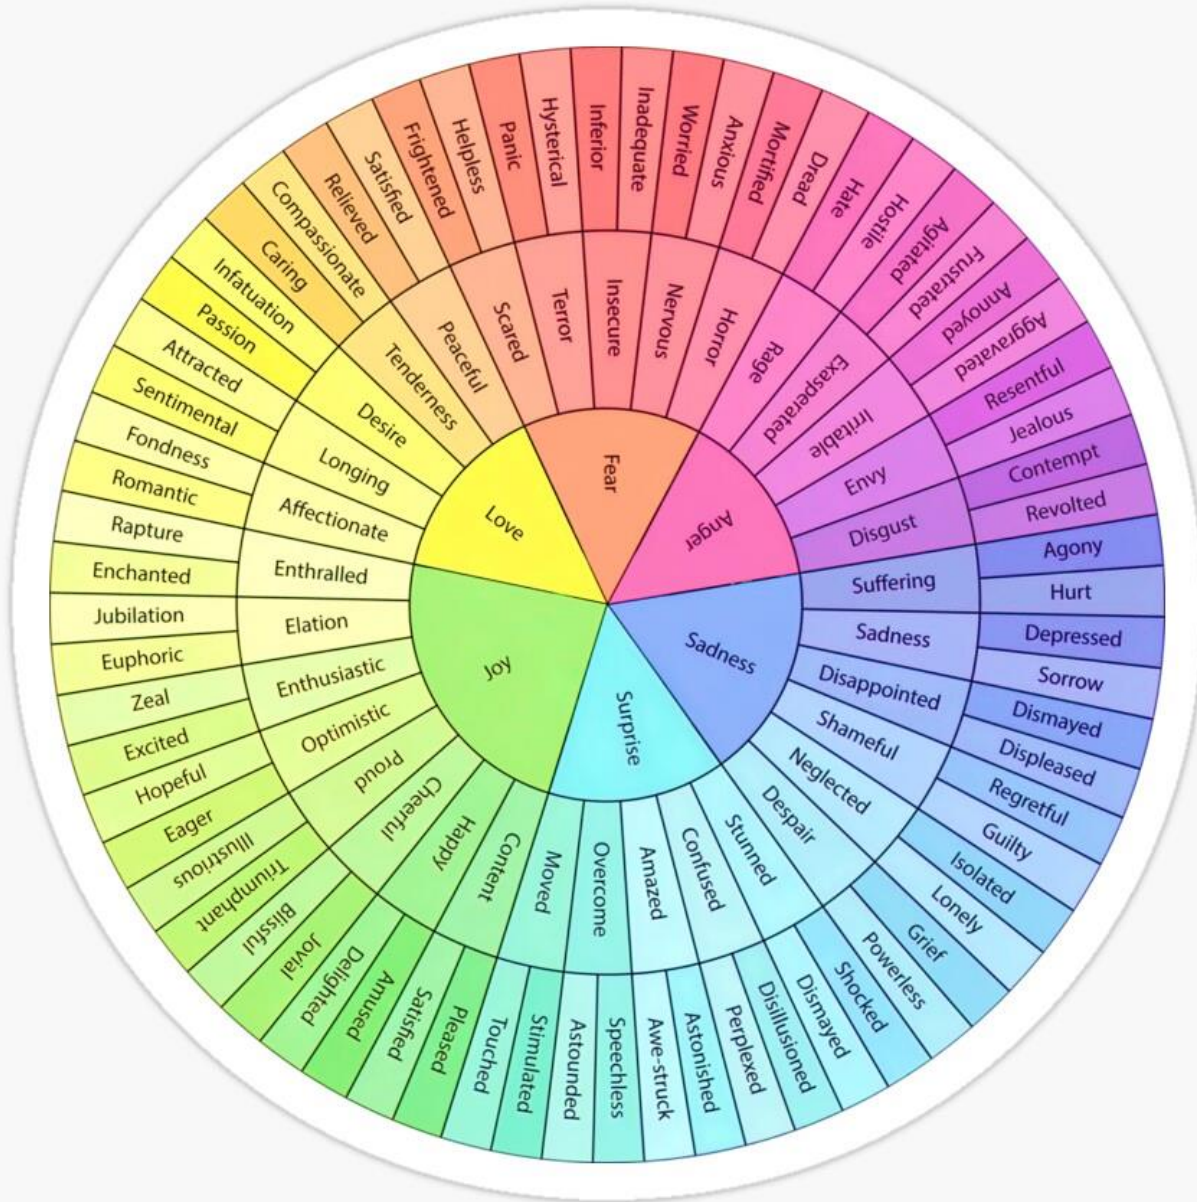 Fear
Anger
Sadness
Surprise
Joy
Love
Scared
Terror
Insecure
Nervous
Horror
Rage
Exasperated
Irritable
Envy
Disgust
Suffering
Sadness
Disappointed
Shameful
Neglected
Despair
Stunned
Confused
Amazed
Overcome
Moved
Content
Happy
Cheerful
Proud
Optimistic
Enthusiastic
Elation
Enthralled
Affectionate
Longing
Desire
Tenderness
Peaceful
Frightened
Helpless
Panic
Hysterical
Inferior
Inadequate
Worried
Anxious
Mortified
Dread
Hate
Hostile
Agitated
Frustrated
Annoyed
Aggravated
Resentful
Jealous
Contempt
Revolted
Agony
Hurt
Depressed
Sorrow
Dismayed
Displeased
Regretful
Guilty
Isolated
Lonely
Grief
Powerless
Shocked
Dismayed
Disillusioned
Perplexed
Astonished
Awe-struck
Speechless
Astounded
Stimulated
Touched
Pleased
Satisfied
Amused
Delighted
Jovial
Blissful
Triumphant
Illustrious
Eager
Hopeful
Excited
Zeal
Euphoric
Jubilation
Enchanted
Rapture
Romantic
Fondness
Sentimental
Attracted
Passion
Infatuation
Caring
Compassionate
Relieved
Satisfied